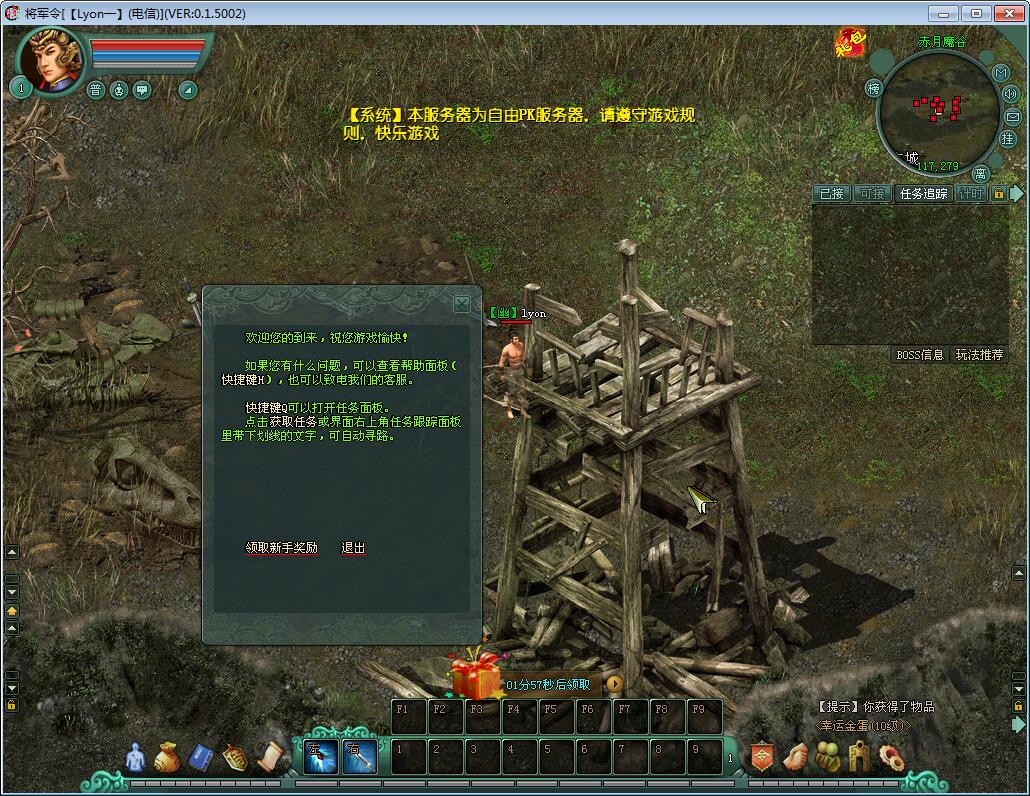 将军令[【Lyon一】(电信)](VER:0.1.5002)
礼包
赤月魔谷
1
普
榜
M
挂
离
【系统】本服务器为自由PK服务器，请遵守游戏规
则，快乐游戏
城
117,279
已接 可接 任务追踪 计时
BOSS信息 玩法推荐
【幽】lyon
欢迎您的到来，祝您游戏愉快！
如果您有什么问题，可以查看帮助面板（
快捷键H），也可以致电我们的客服。
快捷键Q可以打开任务面板。
点击获取任务或界面右上角任务跟踪面板
里带下划线的文字，可自动寻路。
领取新手奖励 退出
01分57秒后领取
【提示】你获得了物品
<幸运金蛋(10级)>
F1 F2 F3 F4 F5 F6 F7 F8 F9
左 右 1 2 3 4 5 6 7 8 9 1